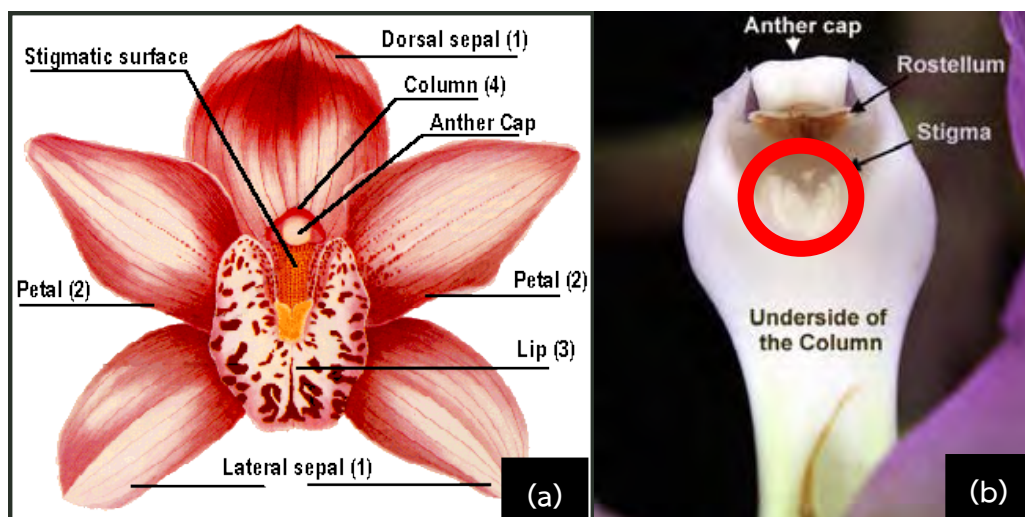 Dorsal sepal (1)
Stigmatic surface
Column (4)
Anther Cap
Petal (2)
Petal (2)
Lip (3)
Lateral sepal (1)
(a)
Anther cap
Rostellum
Stigma
Underside of
the Column
(b)